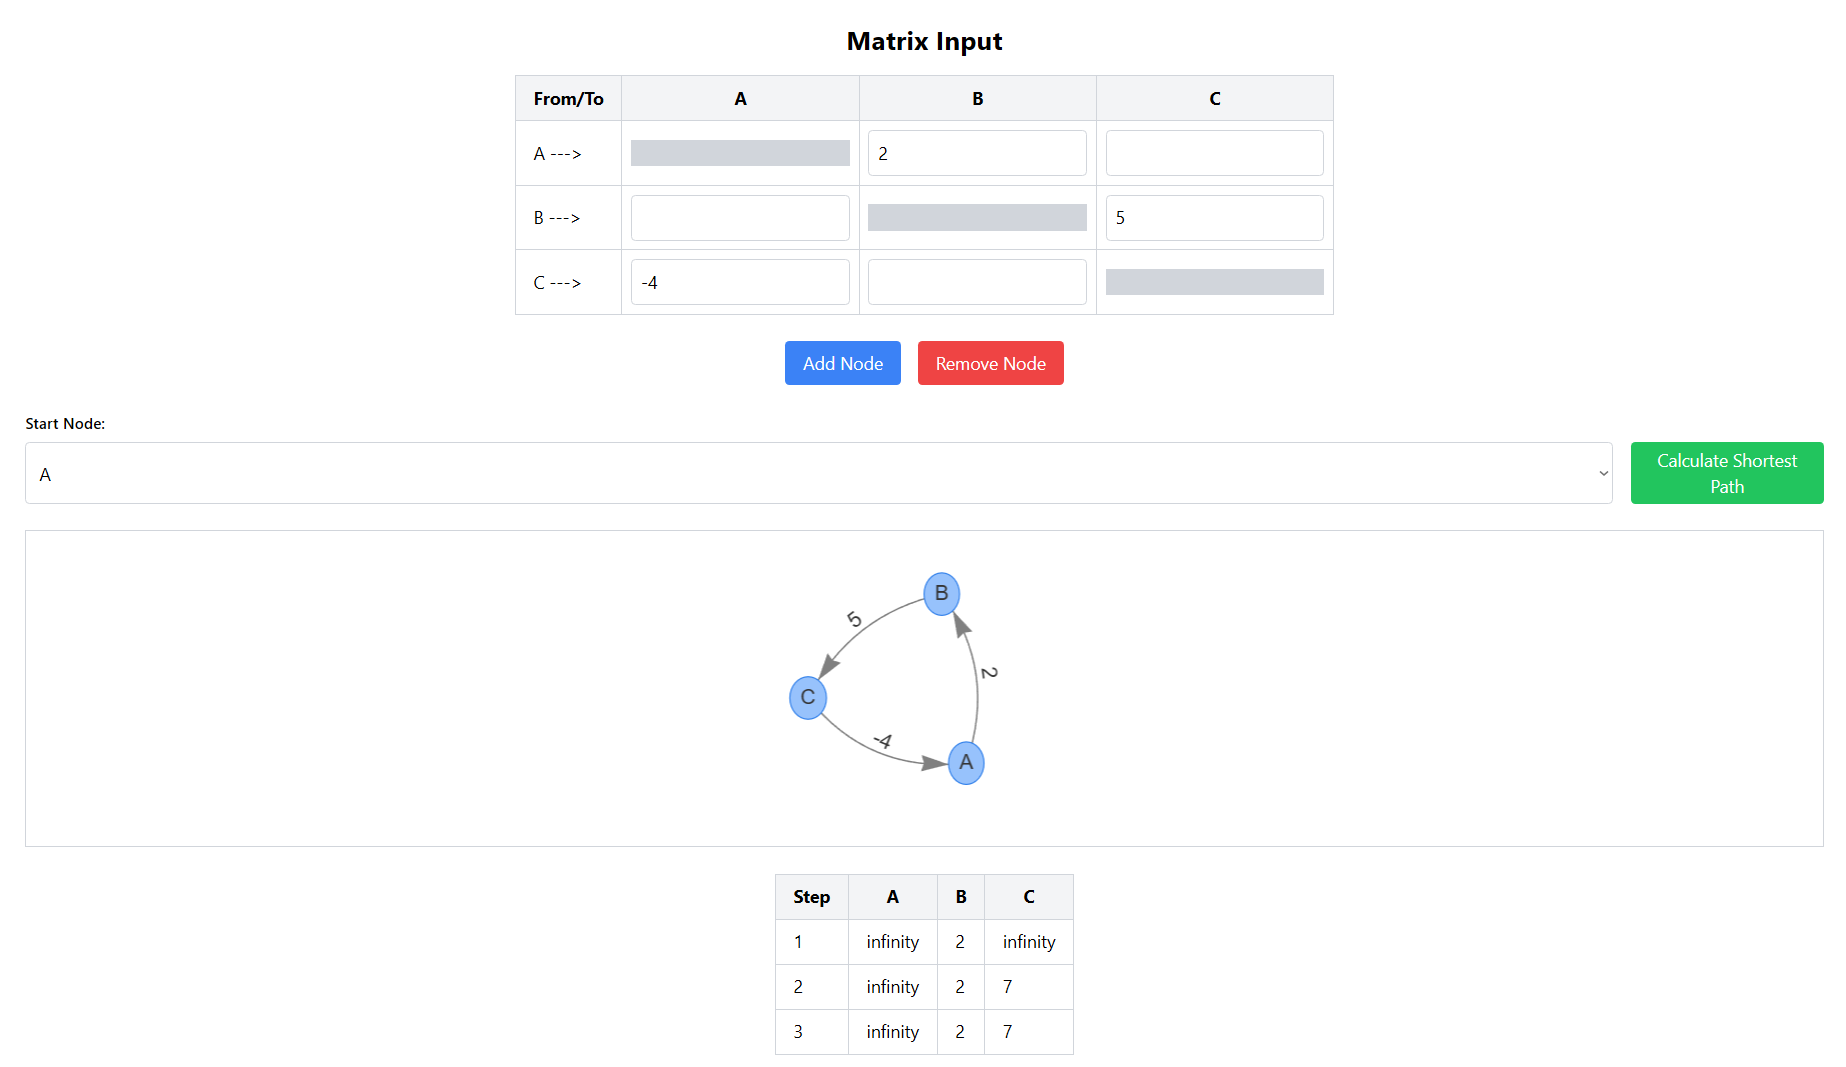 Matrix Input
From/To A B C
A ---> 2
B ---> 5
C ---> -4
Add Node Remove Node
Start Node:
A
Calculate Shortest
Path
B
5
2
C
-4
A
Step A B C
1 infinity 2 infinity
2 infinity 2 7
3 infinity 2 7